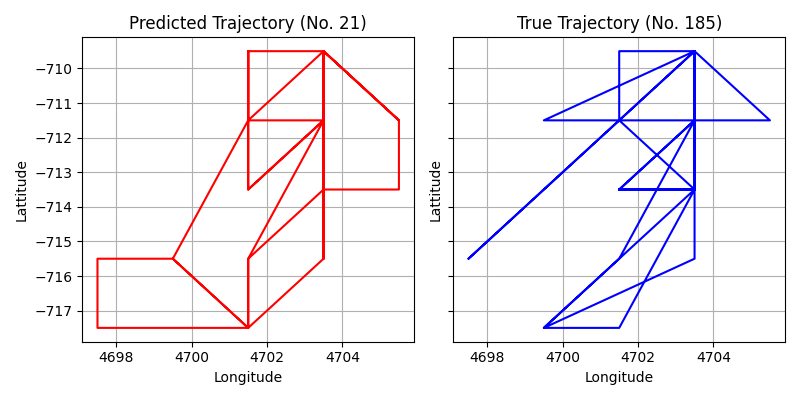 Predicted Trajectory (No. 21)
True Trajectory (No. 185)
−710
−711
−712
−713
−714
−715
−716
−717
Lattitude
Lattitude
4698 4700 4702 4704
4698 4700 4702 4704
Longitude
Longitude